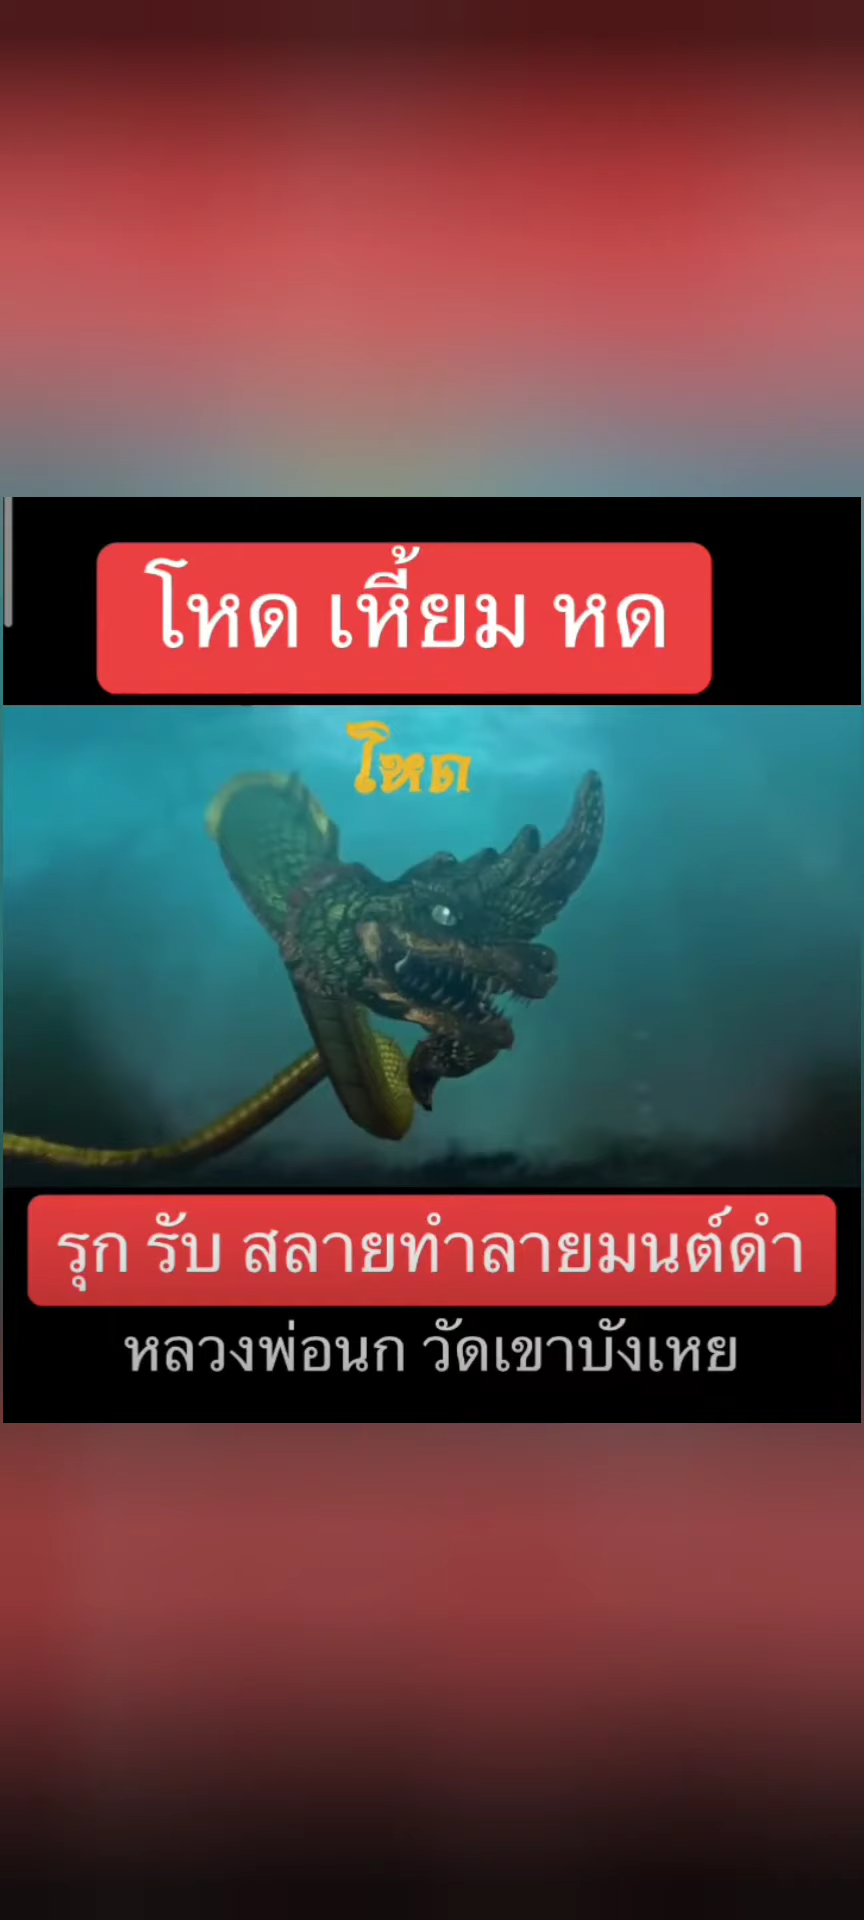 โหด เหี้ยม หด
โหด
รุก รับ สลายทำลายมนต์ดำ
หลวงพ่อนก วัดเขาบังเหย